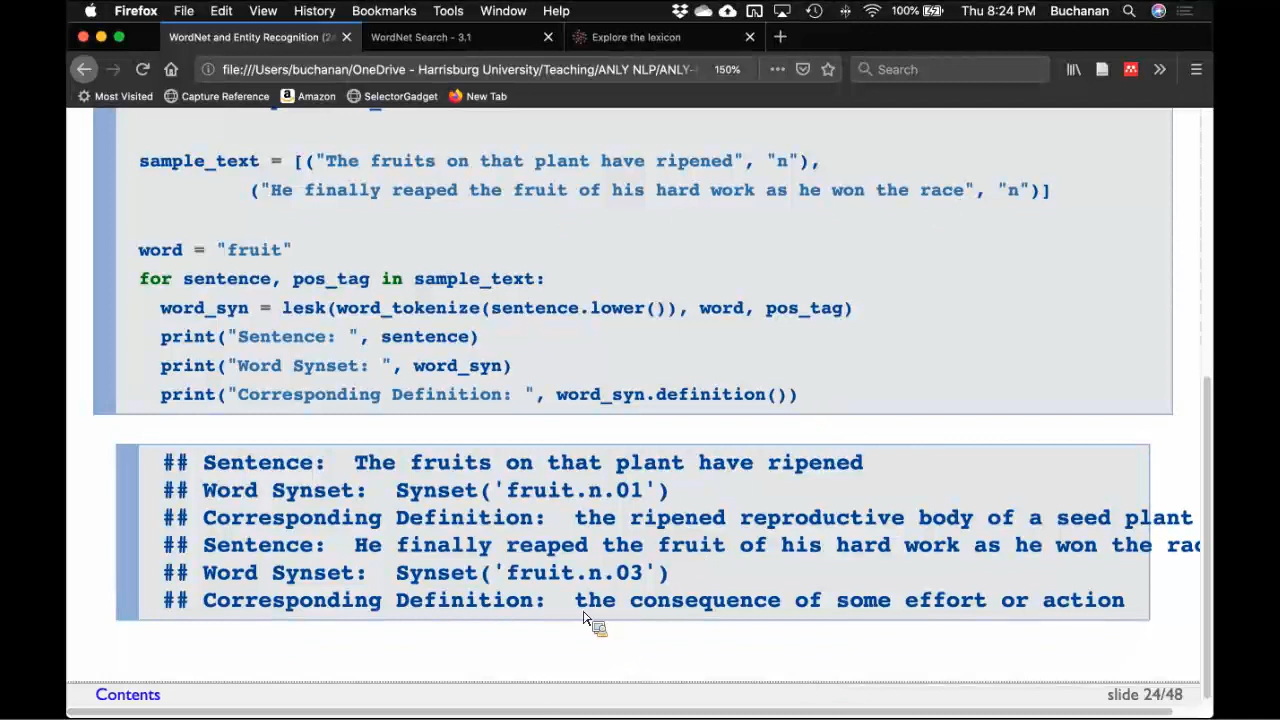 Firefox File Edit View History Bookmarks Tools Window Help 100% Thu 8:24 PM Buchanan
WordNet and Entity Recognition (2 WordNet Search - 3.1 Explore the lexicon
file:///Users/buchanan/OneDrive - Harrisburg University/Teaching/ANLY NLP/ANLY- 150% Search
Most Visited Capture Reference Amazon SelectorGadget New Tab
sample_text = [("The fruits on that plant have ripened", "n"),
("He finally reaped the fruit of his hard work as he won the race", "n")]
word = "fruit"
for sentence, pos_tag in sample_text:
word_syn = lesk(word_tokenize(sentence.lower()), word, pos_tag)
print("Sentence: ", sentence)
print("Word Synset: ", word_syn)
print("Corresponding Definition: ", word_syn.definition())
## Sentence:  The fruits on that plant have ripened
## Word Synset:  Synset('fruit.n.01')
## Corresponding Definition:  the ripened reproductive body of a seed plant
## Sentence:  He finally reaped the fruit of his hard work as he won the rac
## Word Synset:  Synset('fruit.n.03')
## Corresponding Definition:  the consequence of some effort or action
Contents slide 24/48